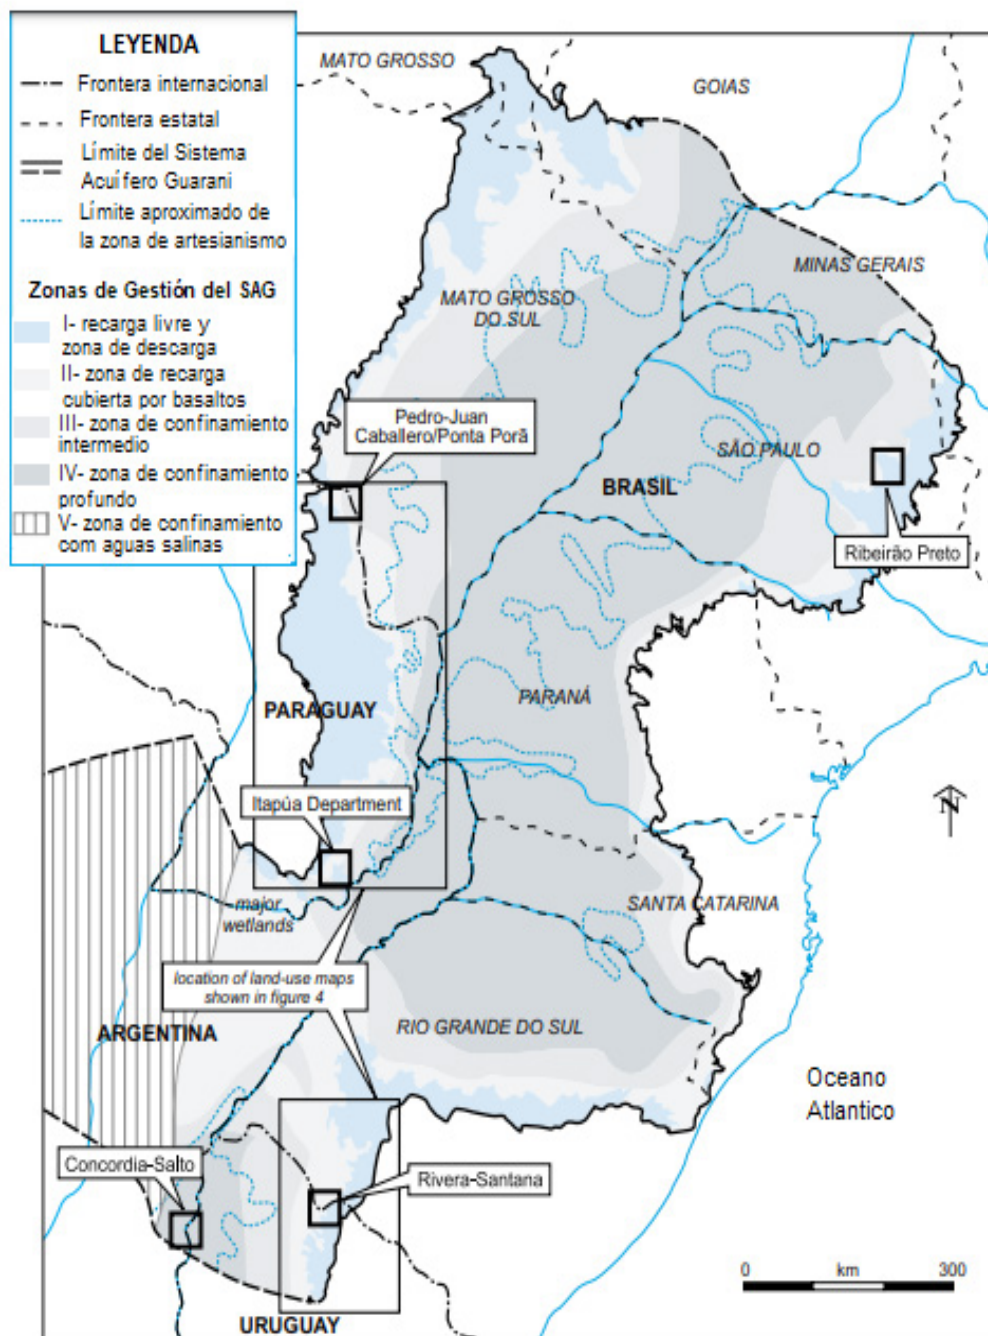 LEYENDA
Frontera internacional
Frontera estatal
Límite del Sistema
Acuífero Guarani
Límite aproximado de
la zona de artesianismo
Zonas de Gestión del SAG
I- recarga livre y
zona de descarga
II- zona de recarga
cubierta por basaltos
III- zona de confinamiento
intermedio
IV- zona de confinamiento
profundo
V- zona de confinamiento
com aguas salinas
MATO GROSSO
GOIAS
MINAS GERAIS
MATO GROSSO
DO SUL
Pedro-Juan
Caballero/Ponta Porã
SÃO PAULO
BRASIL
Ribeirão Preto
PARANÁ
PARAGUAY
Itapúa Department
N
major
wetlands
SANTA CATARINA
location of land-use maps
shown in figure 4
ARGENTINA
RIO GRANDE DO SUL
Oceano
Atlantico
Concordia-Salto
Rivera-Santana
0 km 300
URUGUAY